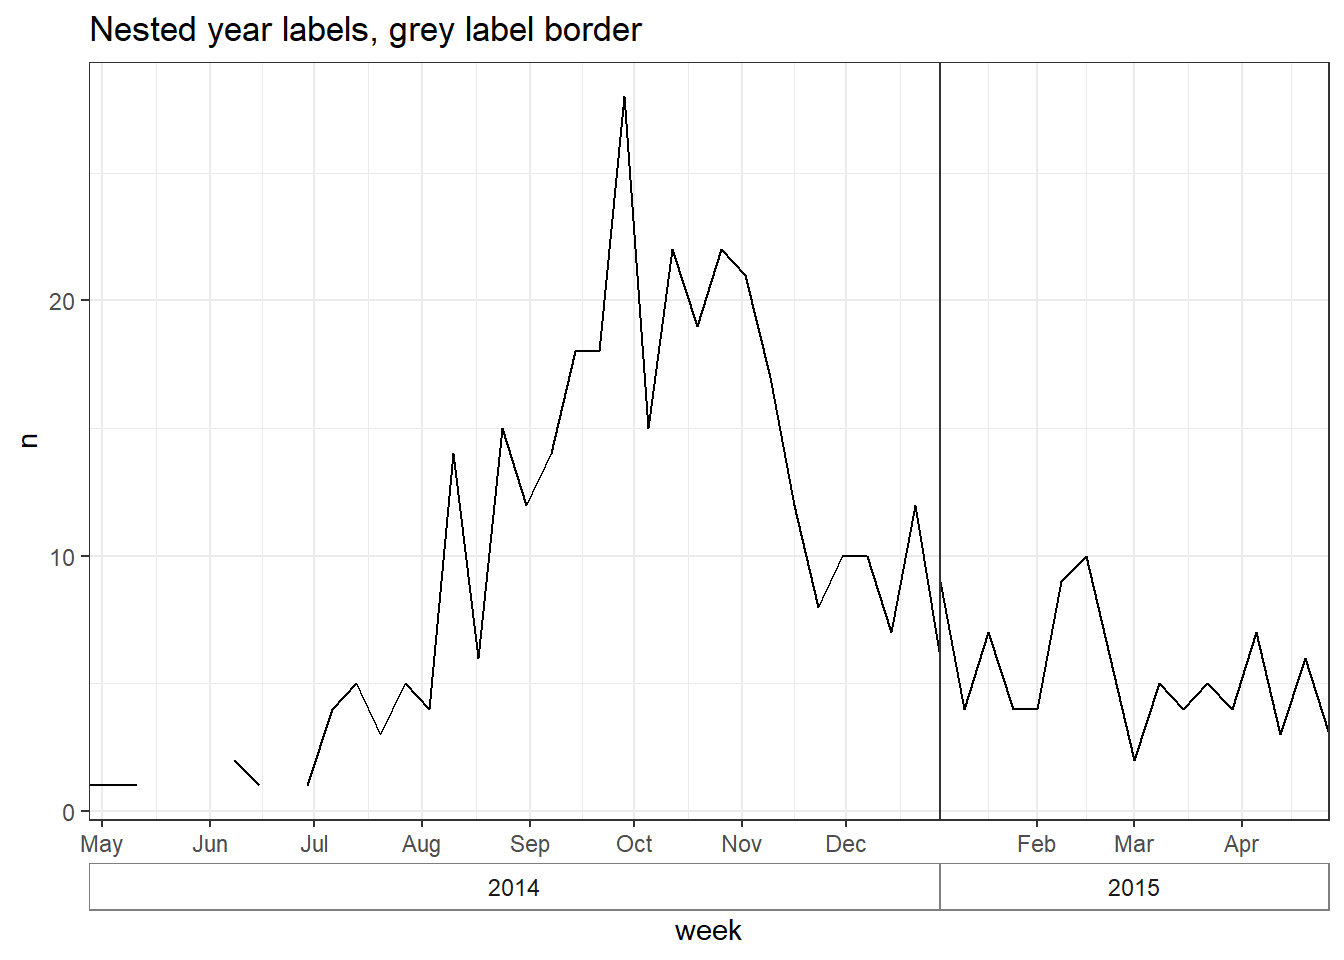 Nested year labels, grey label border
n
20
10
0
May Jun Jul Aug Sep Oct Nov Dec Feb Mar Apr
2014 2015
week